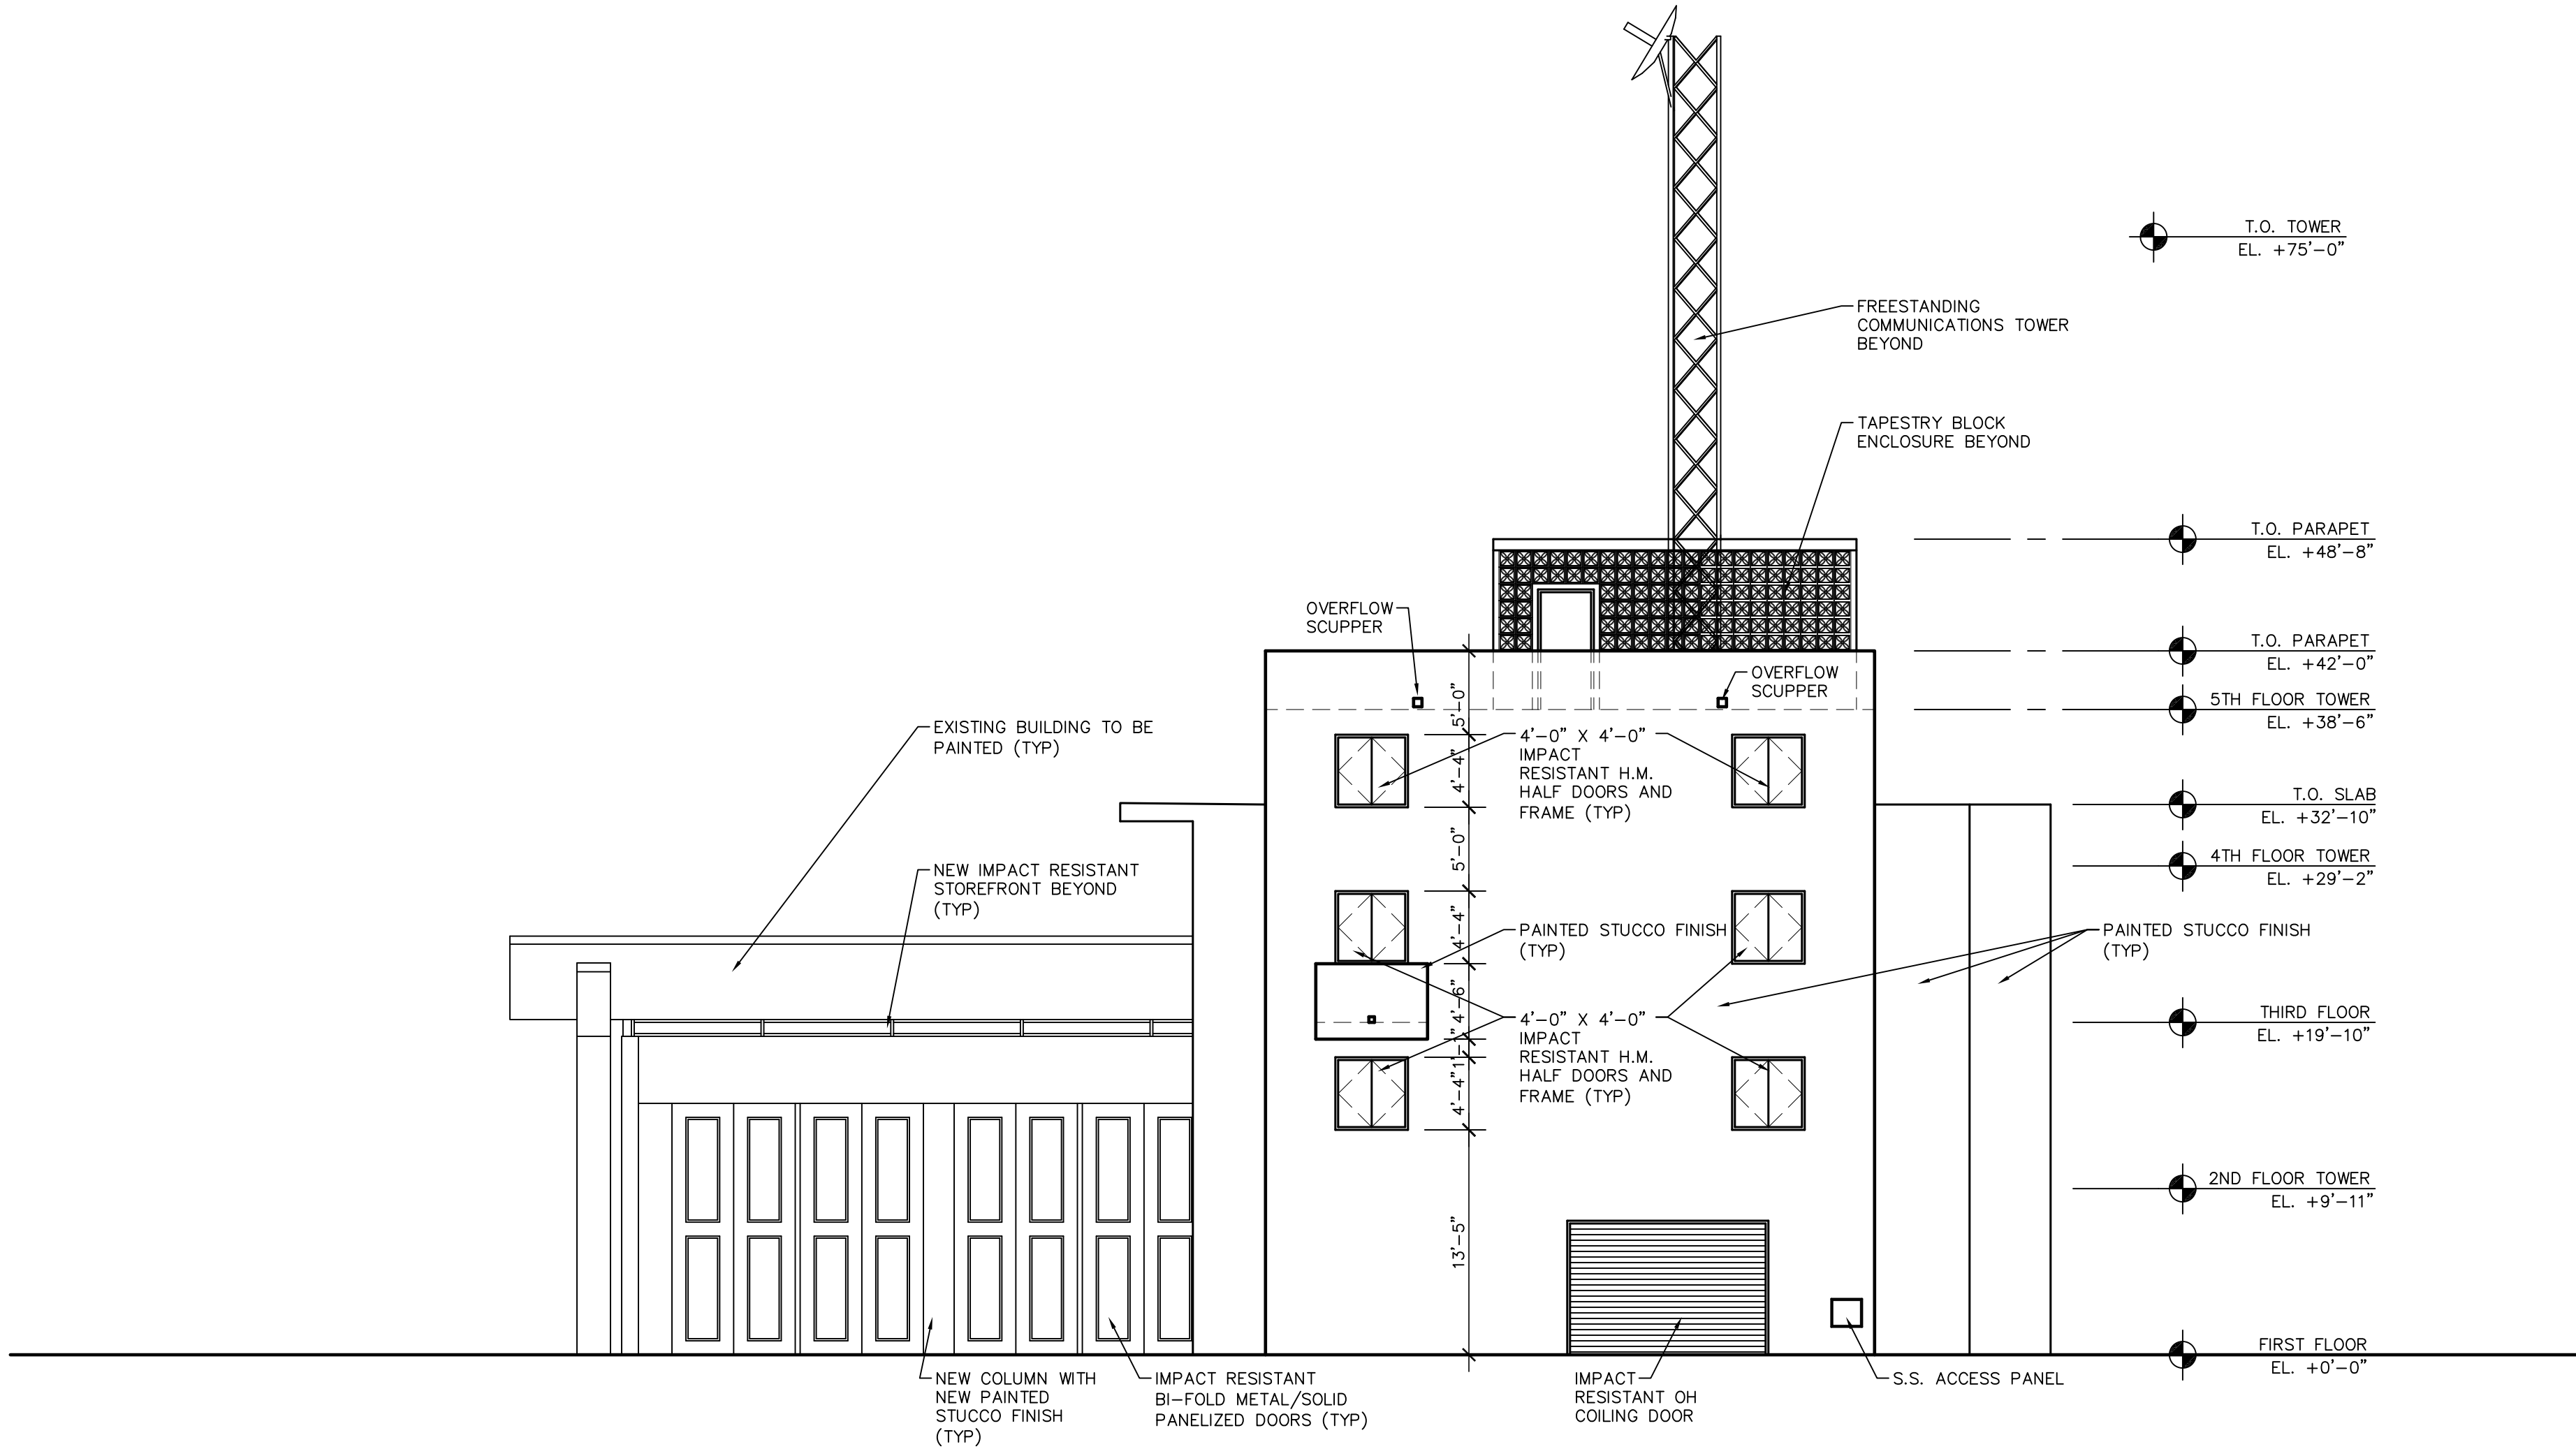 T.O. TOWER
EL. +75'-0"
FREESTANDING
COMMUNICATIONS TOWER
BEYOND
TAPESTRY BLOCK
ENCLOSURE BEYOND
T.O. PARAPET
EL. +48'-8"
OVERFLOW
SCUPPER
T.O. PARAPET
EL. +42'-0"
OVERFLOW
SCUPPER
5TH FLOOR TOWER
EL. +38'-6"
5'-0"
EXISTING BUILDING TO BE
PAINTED (TYP)
4'-0" X 4'-0"
IMPACT
RESISTANT H.M.
HALF DOORS AND
FRAME (TYP)
4'-4"
T.O. SLAB
EL. +32'-10"
5'-0"
4TH FLOOR TOWER
EL. +29'-2"
NEW IMPACT RESISTANT
STOREFRONT BEYOND
(TYP)
4'-4"
PAINTED STUCCO FINISH
(TYP)
PAINTED STUCCO FINISH
(TYP)
4'-6"
4'-0" X 4'-0"
IMPACT
RESISTANT H.M.
HALF DOORS AND
FRAME (TYP)
THIRD FLOOR
EL. +19'-10"
4'-4"
2ND FLOOR TOWER
EL. +9'-11"
13'-5"
FIRST FLOOR
EL. +0'-0"
NEW COLUMN WITH
NEW PAINTED
STUCCO FINISH
(TYP)
IMPACT RESISTANT
BI-FOLD METAL/SOLID
PANELIZED DOORS (TYP)
IMPACT
RESISTANT OH
COILING DOOR
S.S. ACCESS PANEL